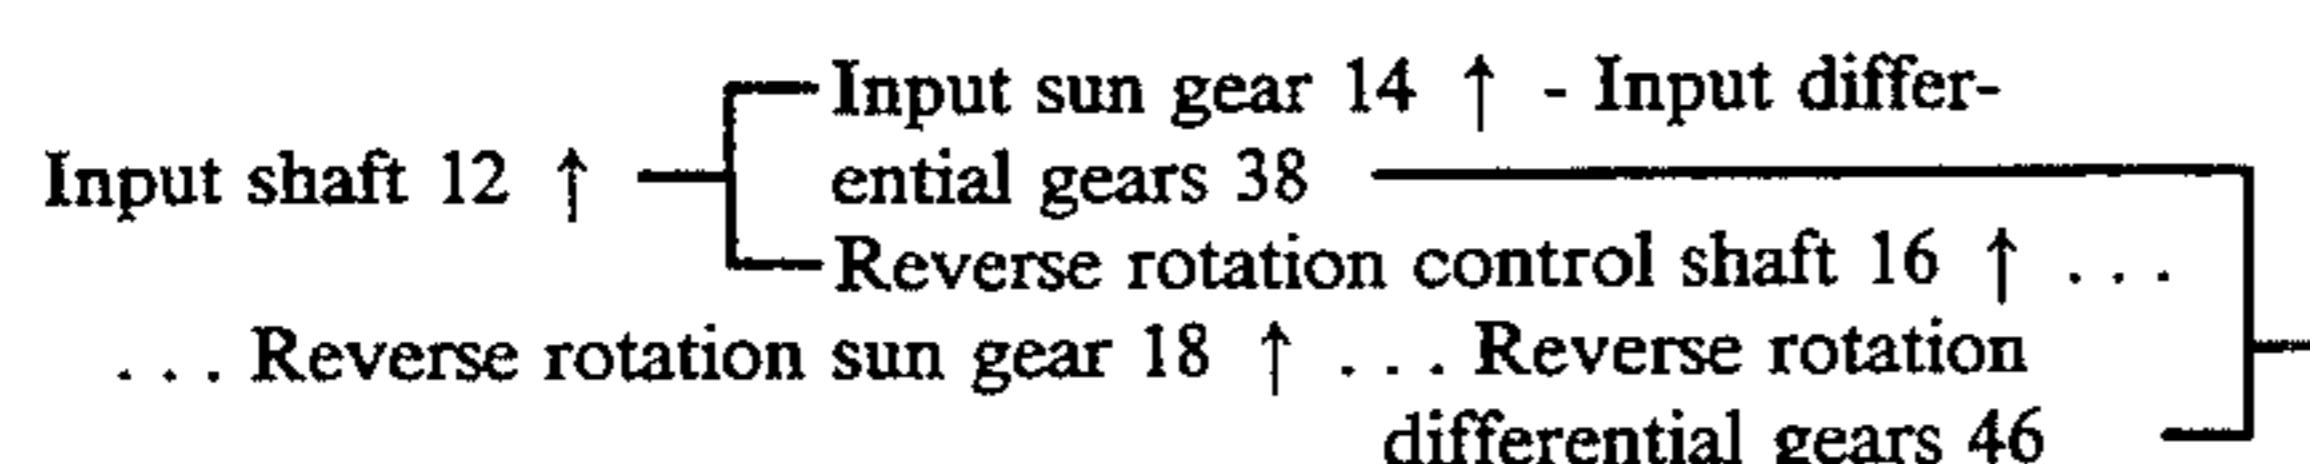 Input sun gear 14 ↑ - Input differ-
Input shaft 12 ↑
ential gears 38
Reverse rotation control shaft 16 ↑ . . .
. . . Reverse rotation sun gear 18 ↑ . . . Reverse rotation
differential gears 46